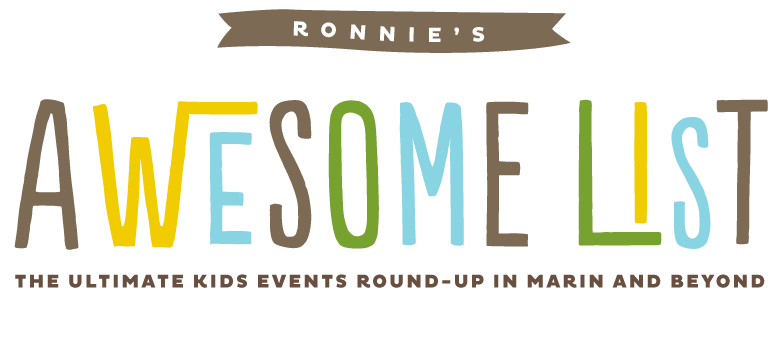 RONNIE'S
AWESOME LIST
THE ULTIMATE KIDS EVENTS ROUND-UP IN MARIN AND BEYOND